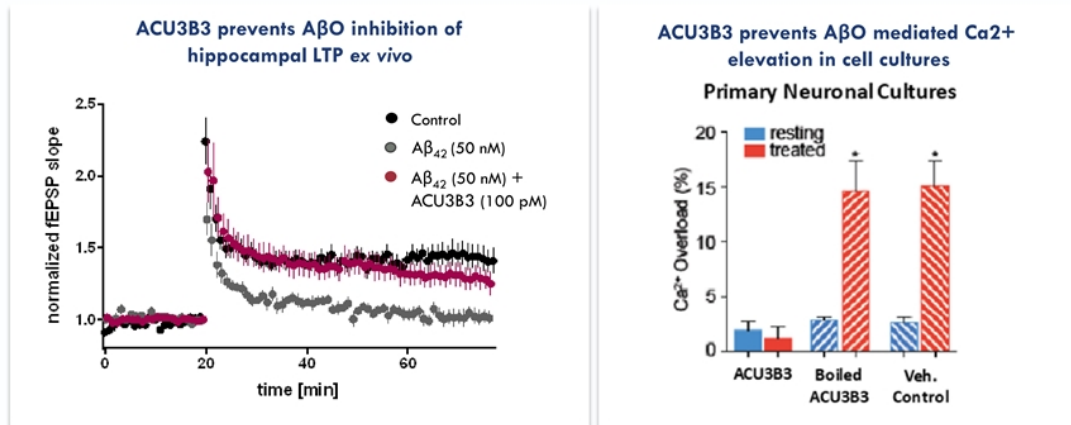 ACU3B3 prevents AβO inhibition of
hippocampal LTP ex vivo
normalized fEPSP slope
2.5
2.0
1.5
1.0
0
20
40
60
time [min]
Control
Aβ₄₂ (50 nM)
Aβ₄₂ (50 nM) +
ACU3B3 (100 pM)
ACU3B3 prevents AβO mediated Ca2+
elevation in cell cultures
Primary Neuronal Cultures
Ca²⁺ Overload (%)
20
15
10
5
0
resting
treated
*
*
ACU3B3
Boiled
ACU3B3
Veh.
Control